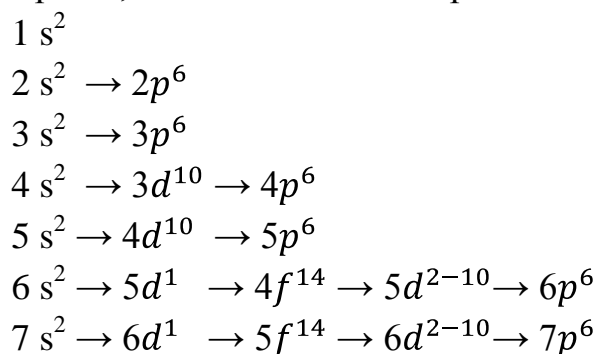 1 s²
2 s² → 2p⁶
3 s² → 3p⁶
4 s² → 3d¹⁰ → 4p⁶
5 s² → 4d¹⁰ → 5p⁶
6 s² → 5d¹ → 4f¹⁴ → 5d²⁻¹⁰ → 6p⁶
7 s² → 6d¹ → 5f¹⁴ → 6d²⁻¹⁰ → 7p⁶